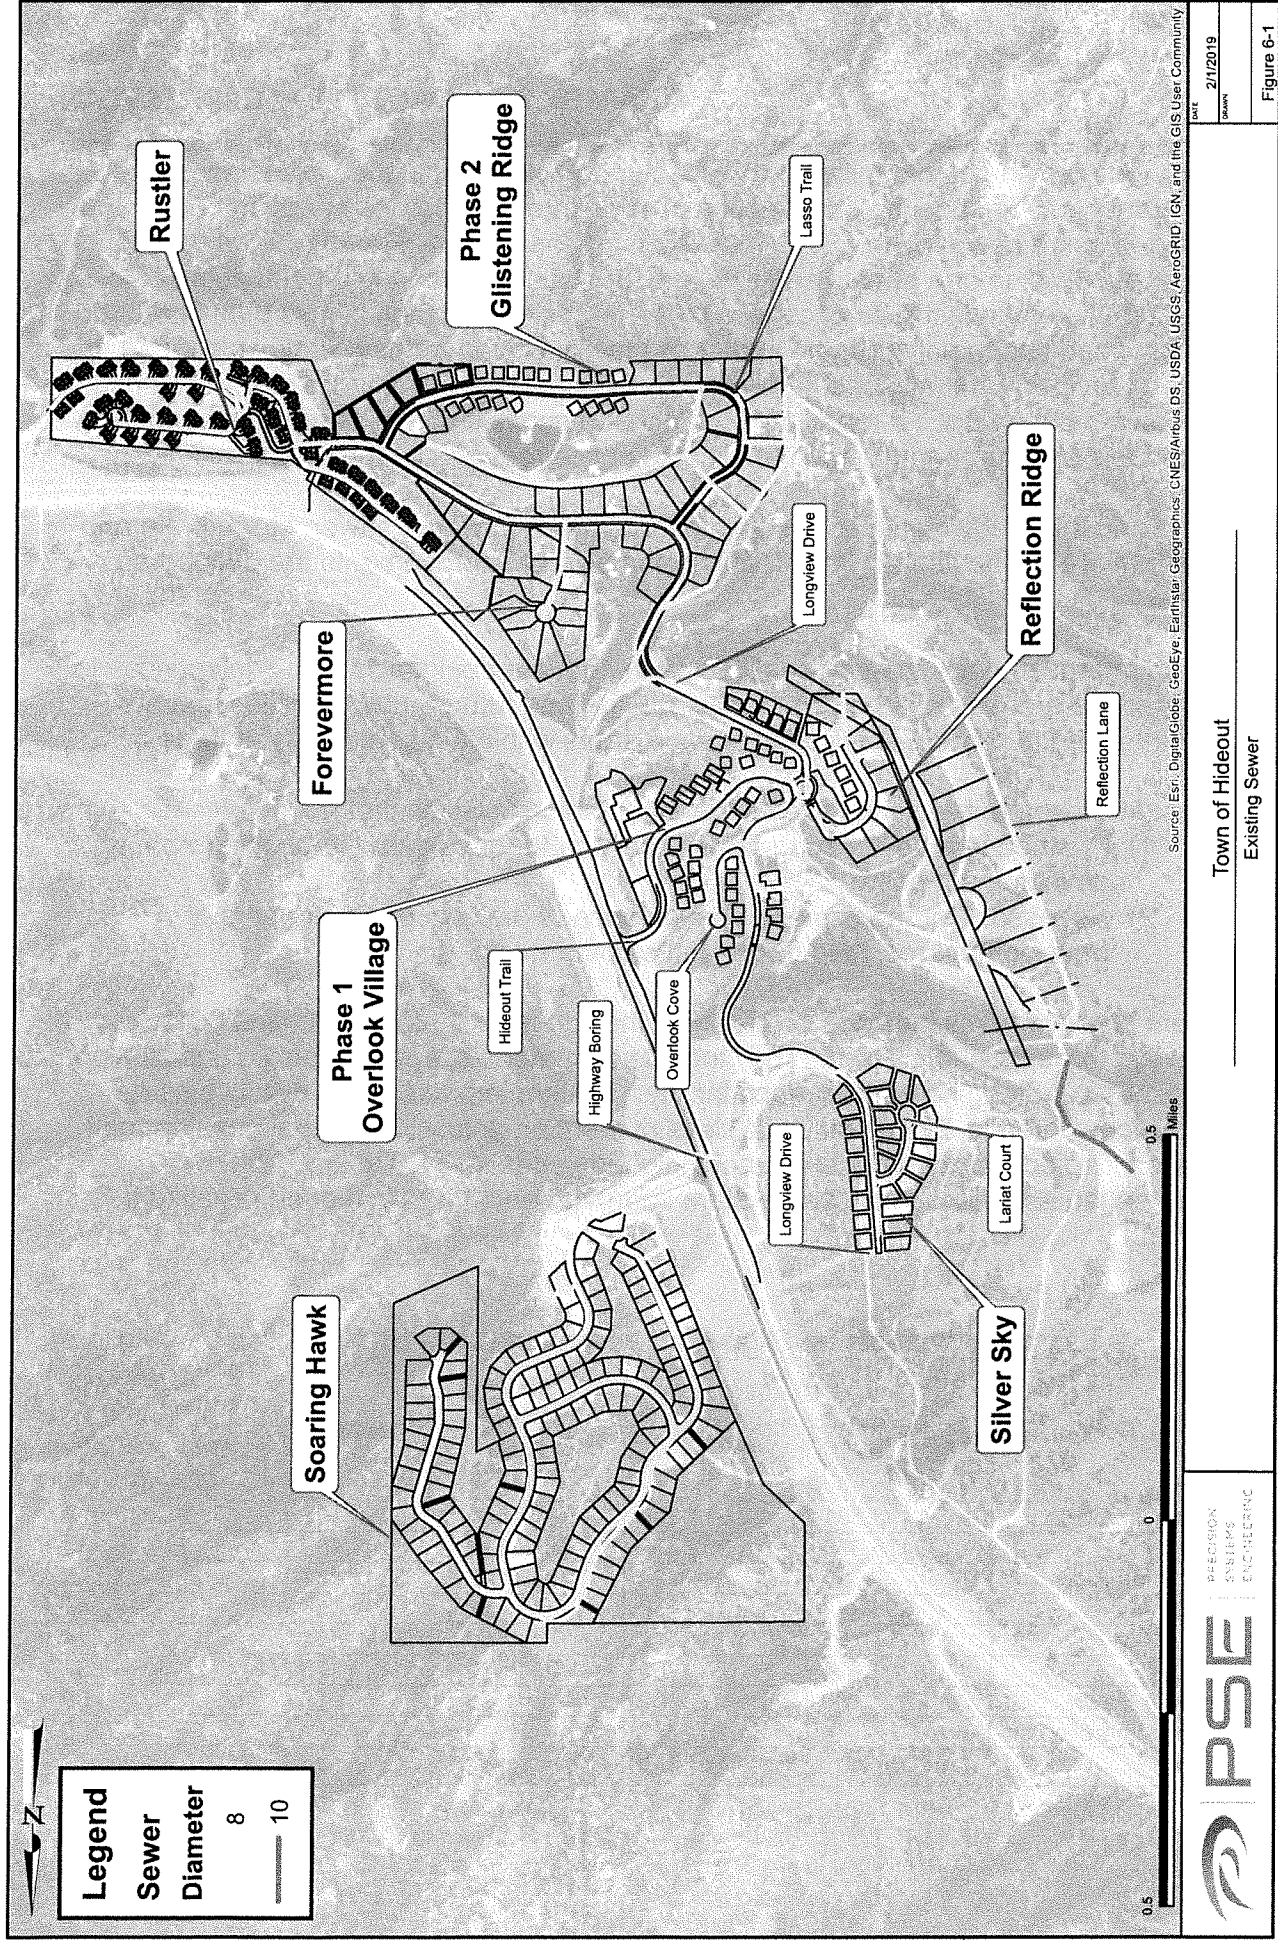 N
Legend
Sewer
Diameter
8
10
Soaring Hawk
Phase 1
Overlook Village
Forevermore
Rustler
Phase 2
Glistening Ridge
Hideout Trail
Highway Boring
Overlook Cove
Longview Drive
Lasso Trail
Longview Drive
Lariat Court
Silver Sky
Reflection Ridge
Reflection Lane
0.5
0
0.5
Miles
Source: Esri, DigitalGlobe, GeoEye, Earthstar Geographics, CNES/Airbus DS, USDA, USGS, AeroGRID, IGN, and the GIS User Community
PSE
PRECISION
SYSTEMS
ENGINEERING
Town of Hideout
Existing Sewer
DATE
2/1/2019
DRAWN
Figure 6-1